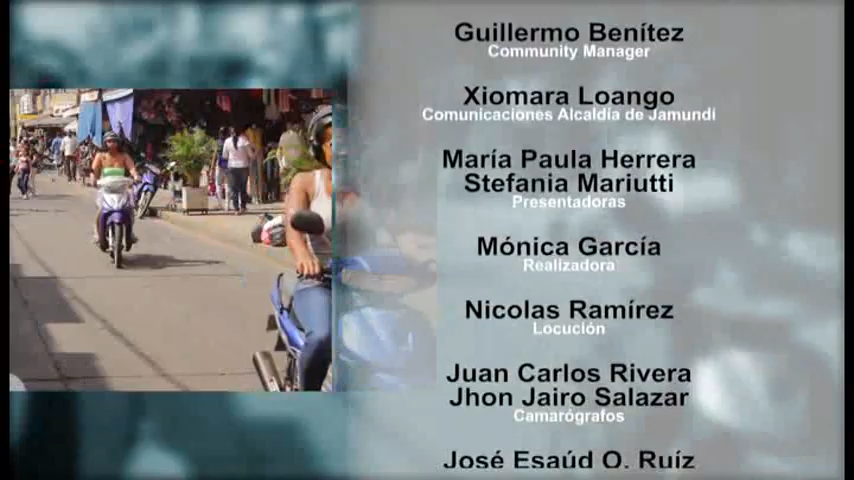 Guillermo Benítez
Community Manager
Xiomara Loango
Comunicaciones Alcaldía de Jamundí
María Paula Herrera
Stefania Mariutti
Presentadoras
Mónica García
Realizadora
Nicolas Ramírez
Locución
Juan Carlos Rivera
Jhon Jairo Salazar
Camarógrafos
José Esaúd O. Ruíz